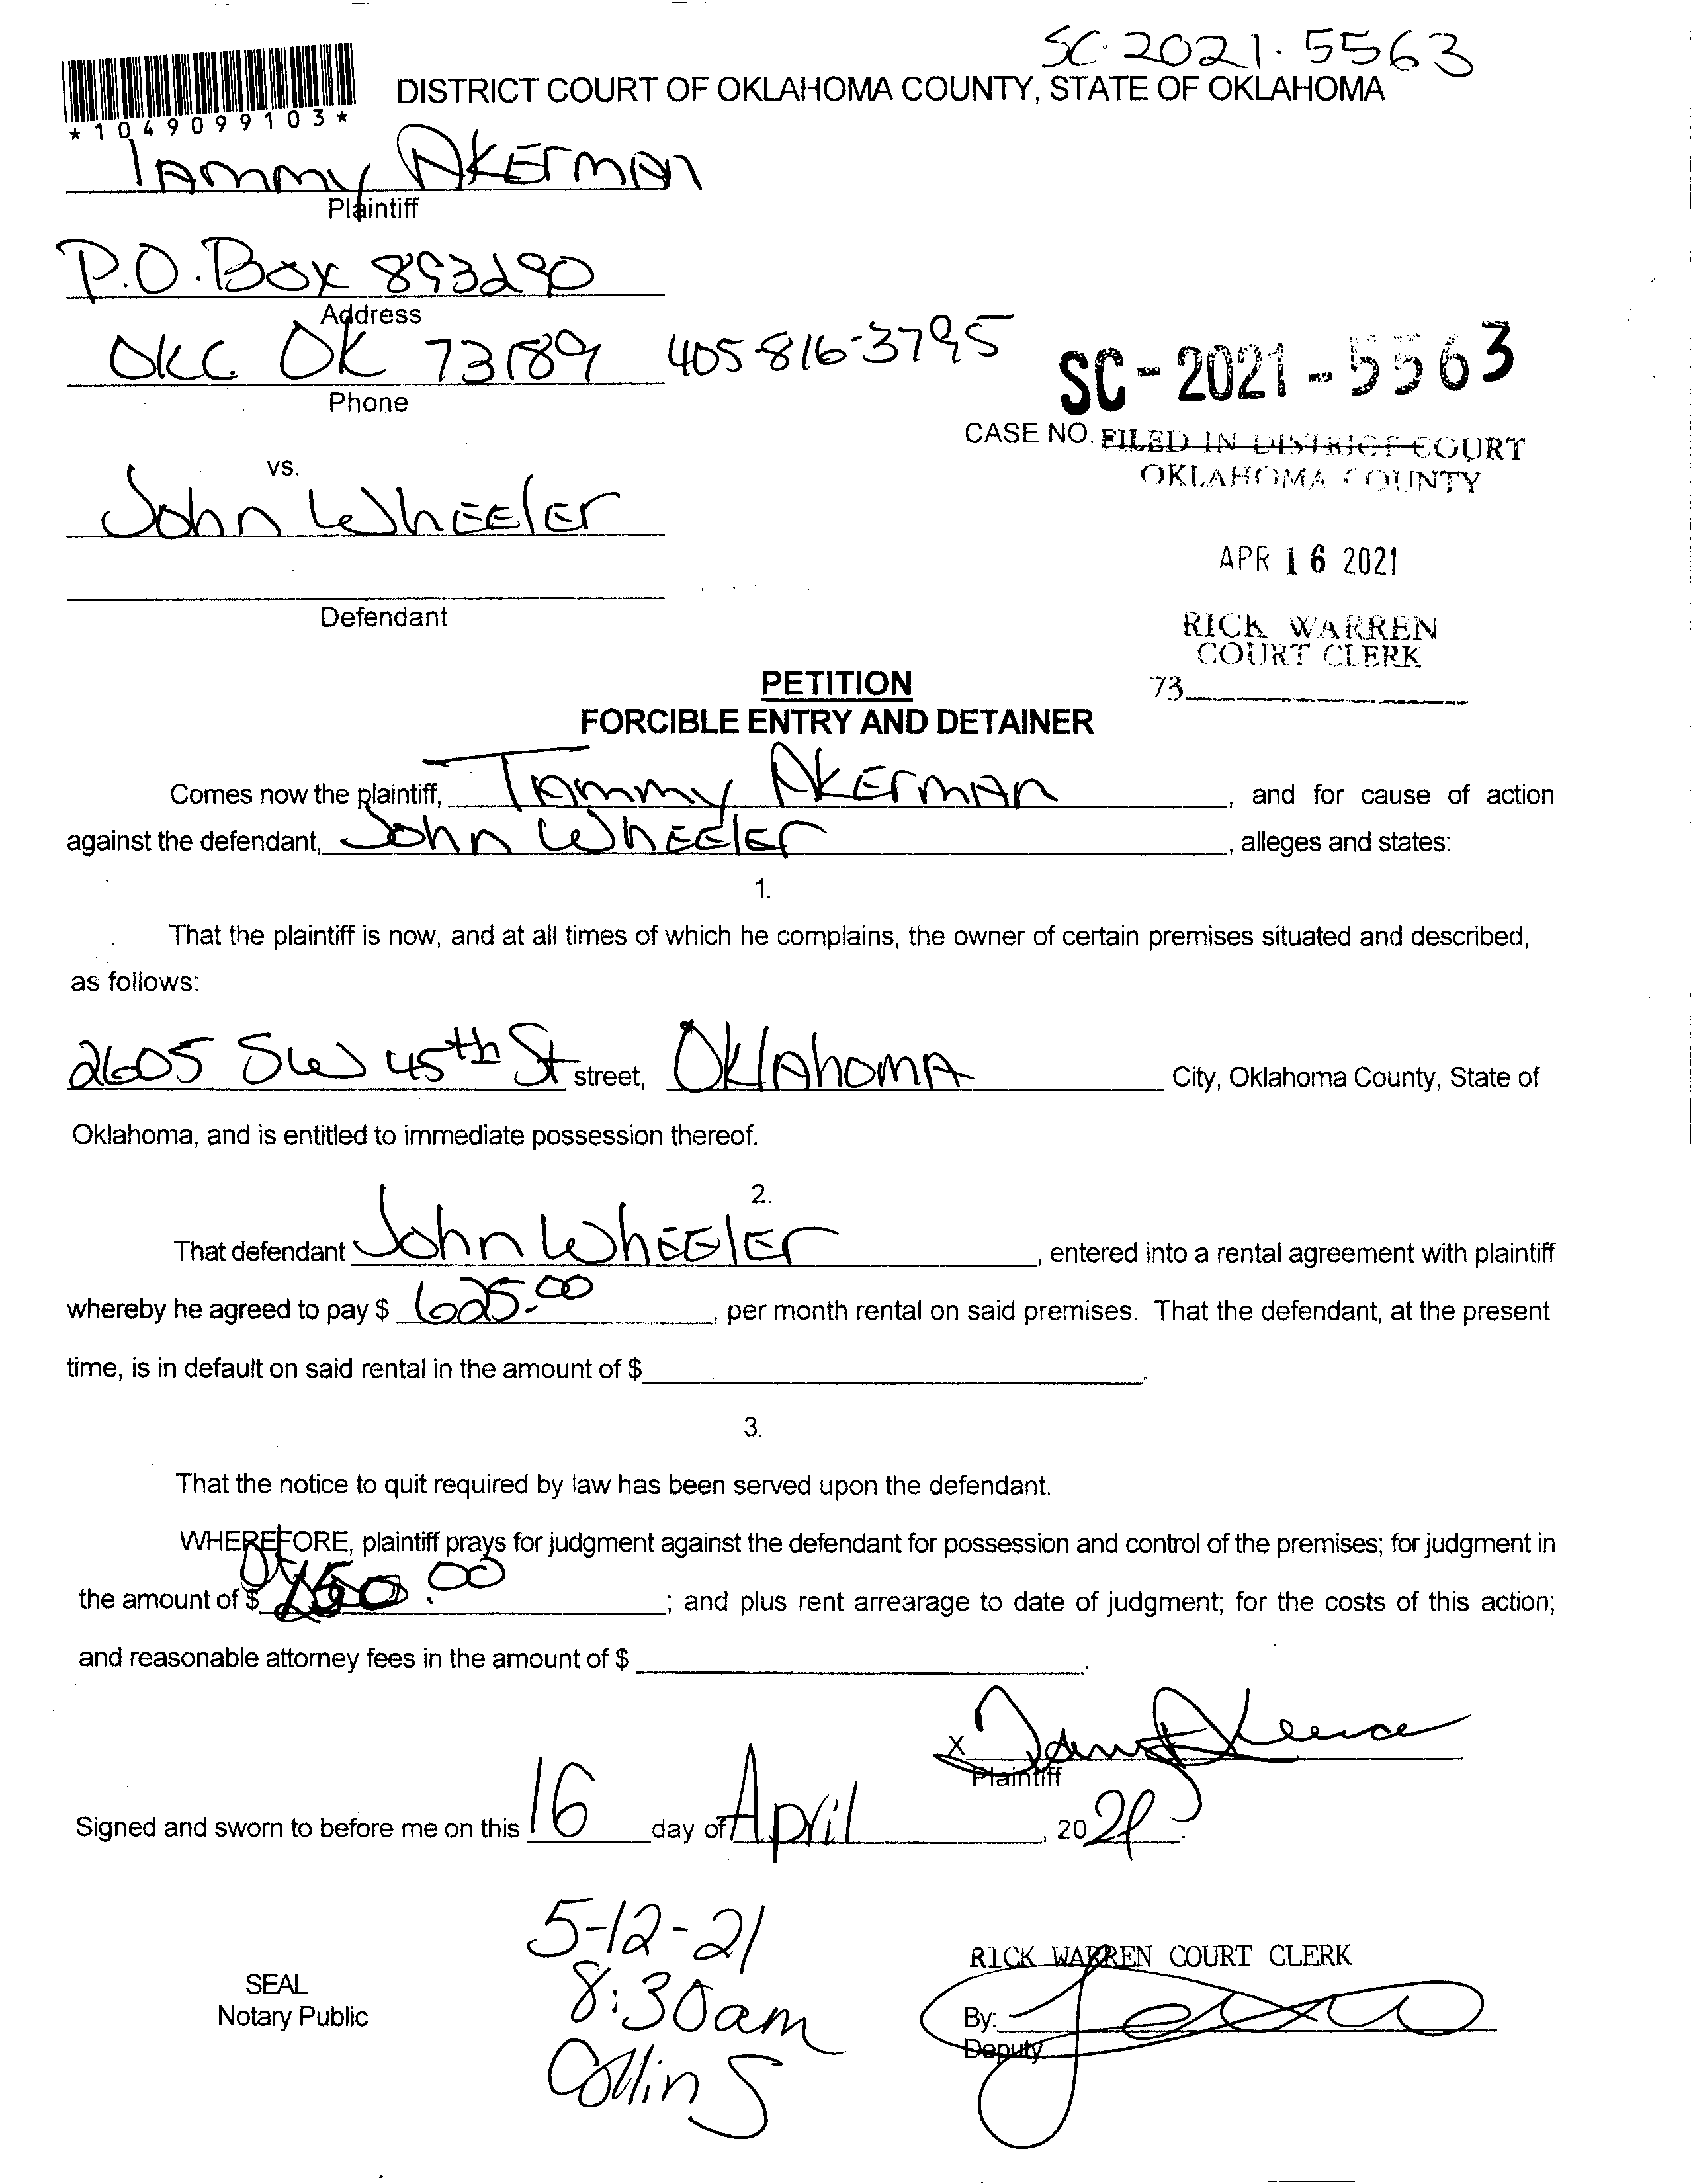 SC-2021-5563
DISTRICT COURT OF OKLAHOMA COUNTY, STATE OF OKLAHOMA
*1049099103*
TAmmy AKErmAn
Plaintiff
P.O. Box 893290
Address
OKC OK 73189 405-816-3795
Phone
SC-2021-5563
CASE NO. FILED IN DISTRICT COURT
OKLAHOMA COUNTY
vs.
John WhEElEr
APR 16 2021
Defendant
RICK WARREN
COURT CLERK
73
PETITION
FORCIBLE ENTRY AND DETAINER
Comes now the plaintiff, TAmmy AKErmAn, and for cause of action
against the defendant, John WhEElEr, alleges and states:
1.
That the plaintiff is now, and at all times of which he complains, the owner of certain premises situated and described,
as follows:
2605 SW 45th St street, OklAhomA City, Oklahoma County, State of
Oklahoma, and is entitled to immediate possession thereof.
2.
That defendant John WhEElEr, entered into a rental agreement with plaintiff
whereby he agreed to pay $ 625.00, per month rental on said premises. That the defendant, at the present
time, is in default on said rental in the amount of $
3.
That the notice to quit required by law has been served upon the defendant.
WHEREFORE, plaintiff prays for judgment against the defendant for possession and control of the premises; for judgment in
the amount of $ ; and plus rent arrearage to date of judgment; for the costs of this action;
and reasonable attorney fees in the amount of $
X
Plaintiff
Signed and sworn to before me on this 16 day of April, 2021.
5-12-21
8:30am
Collins
SEAL
Notary Public
RICK WARREN COURT CLERK
By:
Deputy